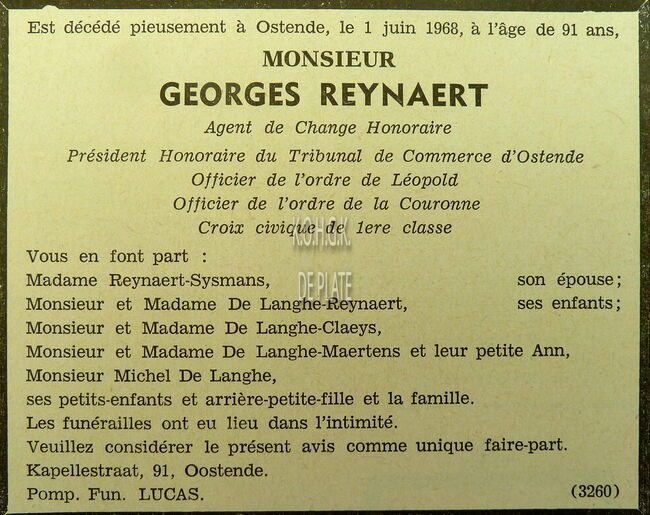 Est décédé pieusement à Ostende, le 1 juin 1968, à l'âge de 91 ans,
MONSIEUR
GEORGES REYNAERT
Agent de Change Honoraire
Président Honoraire du Tribunal de Commerce d'Ostende
Officier de l'ordre de Léopold
Officier de l'ordre de la Couronne
K.O.H.G.K.
Croix civique de 1ere classe
Vous en font part :
Madame Reynaert-Sysmans, son épouse;
DE PLATE
Monsieur et Madame De Langhe-Reynaert, ses enfants;
Monsieur et Madame De Langhe-Claeys,
Monsieur et Madame De Langhe-Maertens et leur petite Ann,
Monsieur Michel De Langhe,
ses petits-enfants et arrière-petite-fille et la famille.
Les funérailles ont eu lieu dans l'intimité.
Veuillez considérer le présent avis comme unique faire-part.
Kapellestraat, 91, Oostende.
Pomp. Fun. LUCAS. (3260)